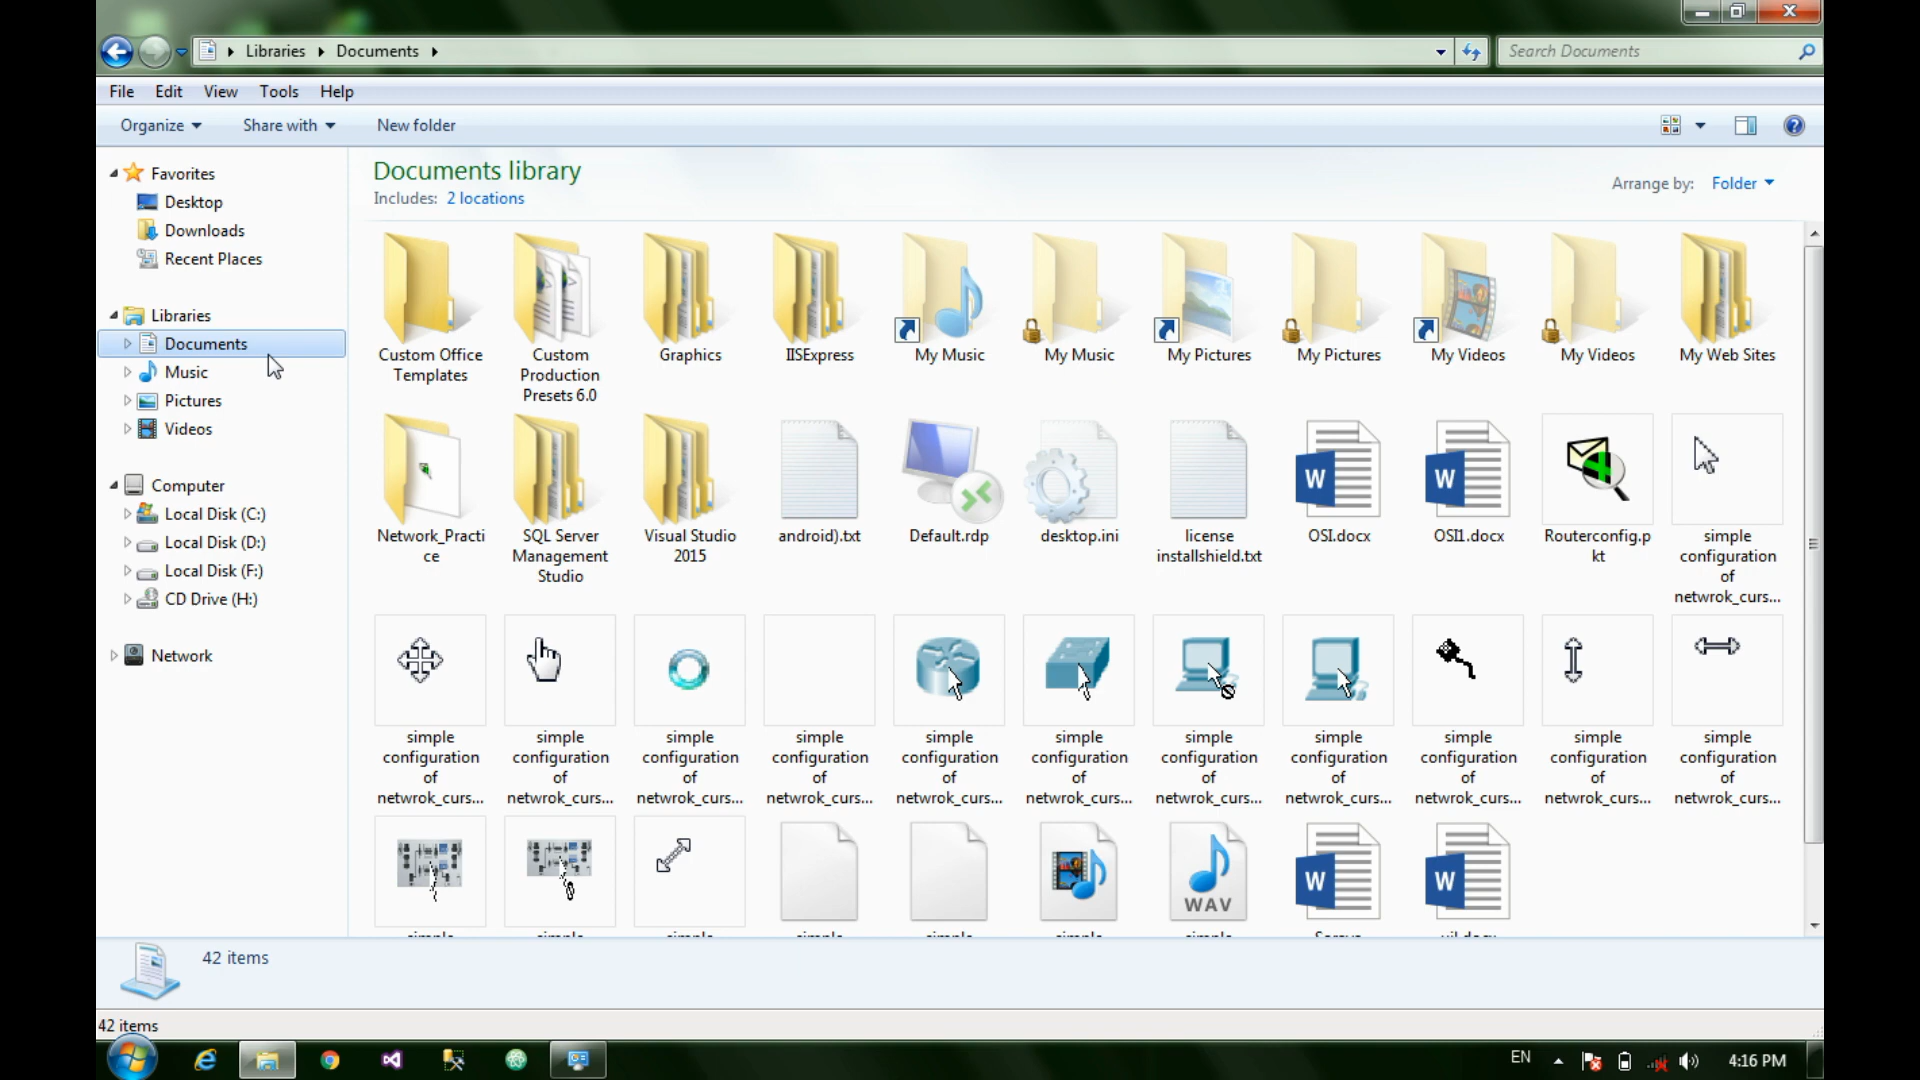 Libraries Documents
Search Documents
File Edit View Tools Help
Organize Share with New folder
Favorites
Desktop
Downloads
Recent Places
Libraries
Documents
Music
Pictures
Videos
Computer
Local Disk (C:)
Local Disk (D:)
Local Disk (F:)
CD Drive (H:)
Network
Documents library
Includes: 2 locations
Arrange by: Folder
Custom Office
Templates
Custom
Production
Presets 6.0
Graphics
IISExpress
My Music
My Music
My Pictures
My Pictures
My Videos
My Videos
My Web Sites
Network_Practi
ce
SQL Server
Management
Studio
Visual Studio
2015
android).txt
Default.rdp
desktop.ini
license
installshield.txt
OSI.docx
OSI1.docx
Routerconfig.p
kt
simple
configuration
of
netwrok_curs...
simple
configuration
of
netwrok_curs...
simple
configuration
of
netwrok_curs...
simple
configuration
of
netwrok_curs...
simple
configuration
of
netwrok_curs...
simple
configuration
of
netwrok_curs...
simple
configuration
of
netwrok_curs...
simple
configuration
of
netwrok_curs...
simple
configuration
of
netwrok_curs...
simple
configuration
of
netwrok_curs...
simple
configuration
of
netwrok_curs...
simple
configuration
of
netwrok_curs...
WAV
42 items
42 items
EN
4:16 PM